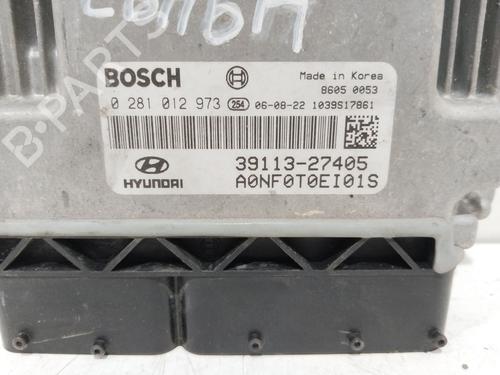 BOSCH
Made in Korea
8605 0053
0 281 012 973 254 06-08-22 1039S17861
HYUNDAI
39113-27405
A0NF0T0EI01S
B-PARTS